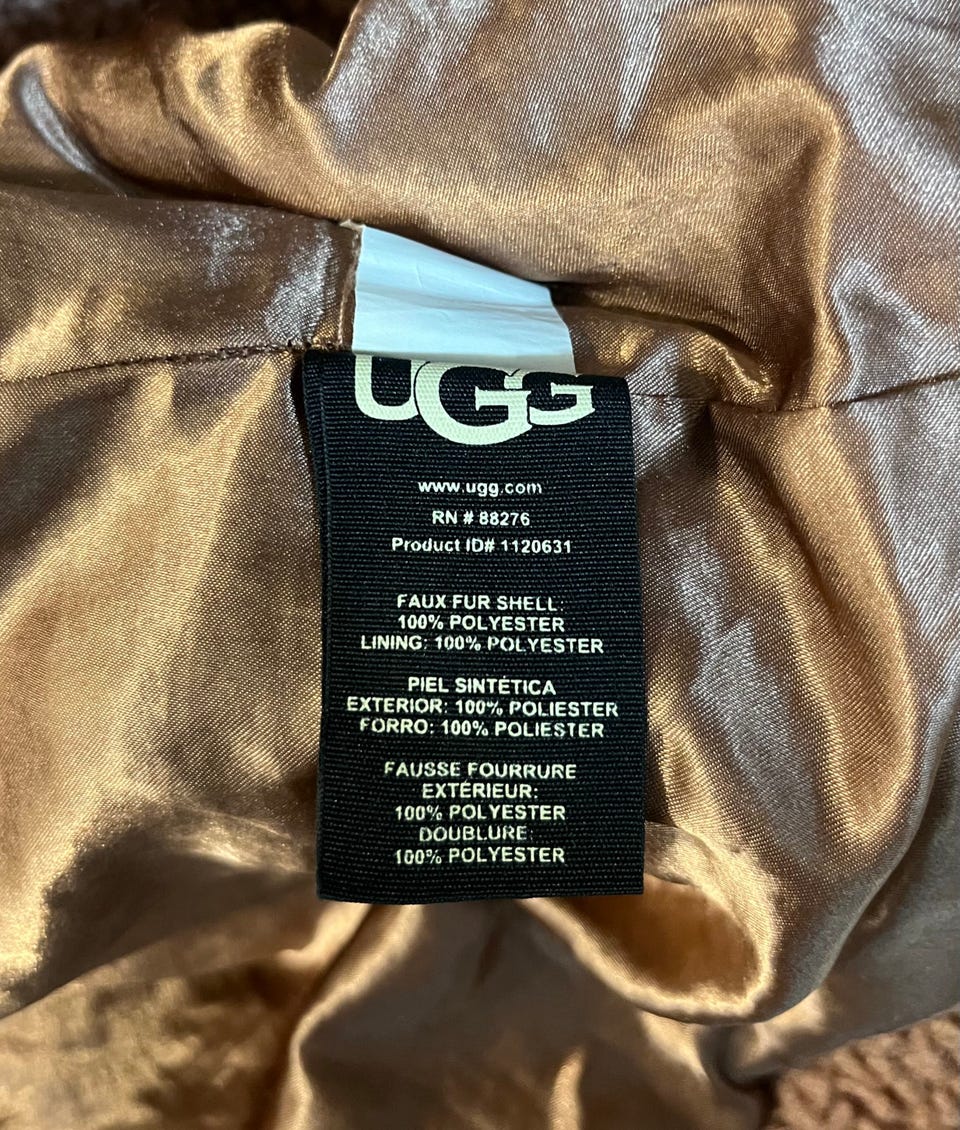 UGG
www.ugg.com
RN # 88276
Product ID# 1120631
FAUX FUR SHELL:
100% POLYESTER
LINING: 100% POLYESTER
PIEL SINTÉTICA
EXTERIOR: 100% POLIESTER
FORRO: 100% POLIESTER
FAUSSE FOURRURE
EXTÉRIEUR:
100% POLYESTER
DOUBLURE:
100% POLYESTER